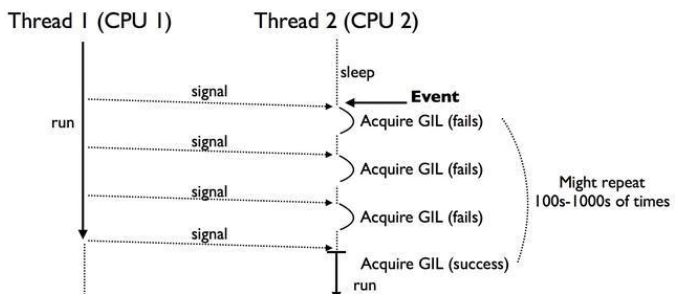 Thread 1 (CPU 1)
Thread 2 (CPU 2)
sleep
signal
Event
run
Acquire GIL (fails)
signal
Acquire GIL (fails)
Might repeat
100s-1000s of times
signal
Acquire GIL (fails)
signal
Acquire GIL (success)
run